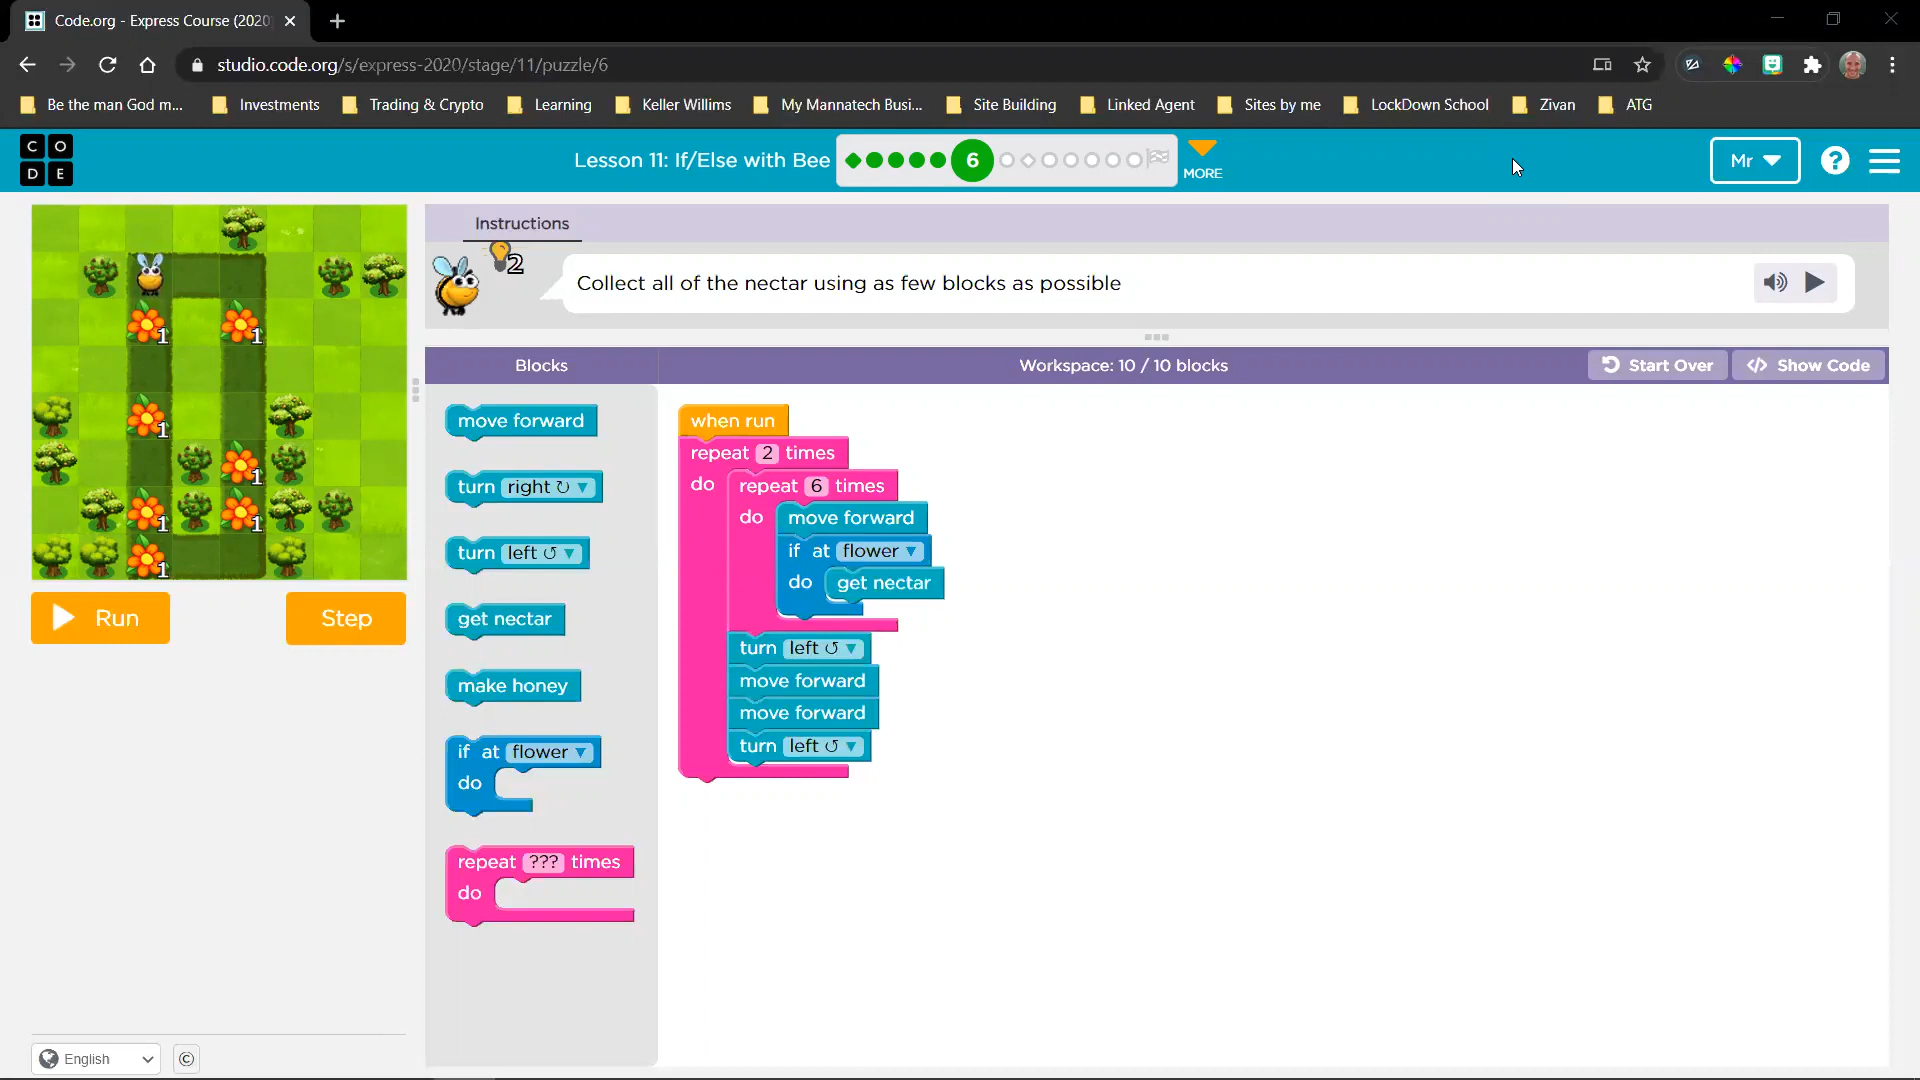 Code.org - Express Course (2020
studio.code.org/s/express-2020/stage/11/puzzle/6
Be the man God m... Investments Trading & Crypto Learning Keller Willims My Mannatech Busi... Site Building Linked Agent Sites by me LockDown School Zivan ATG
C O
D E
Lesson 11: If/Else with Bee
6
MORE
Mr
?
Instructions
2
Collect all of the nectar using as few blocks as possible
1 1
1
1
1 1
1
Run
Step
English
©
Blocks
Workspace: 10 / 10 blocks
Start Over
Show Code
move forward
turn right
turn left
get nectar
make honey
if at flower
do
repeat ??? times
do
when run
repeat 2 times
do repeat 6 times
do move forward
if at flower
do get nectar
turn left
move forward
move forward
turn left